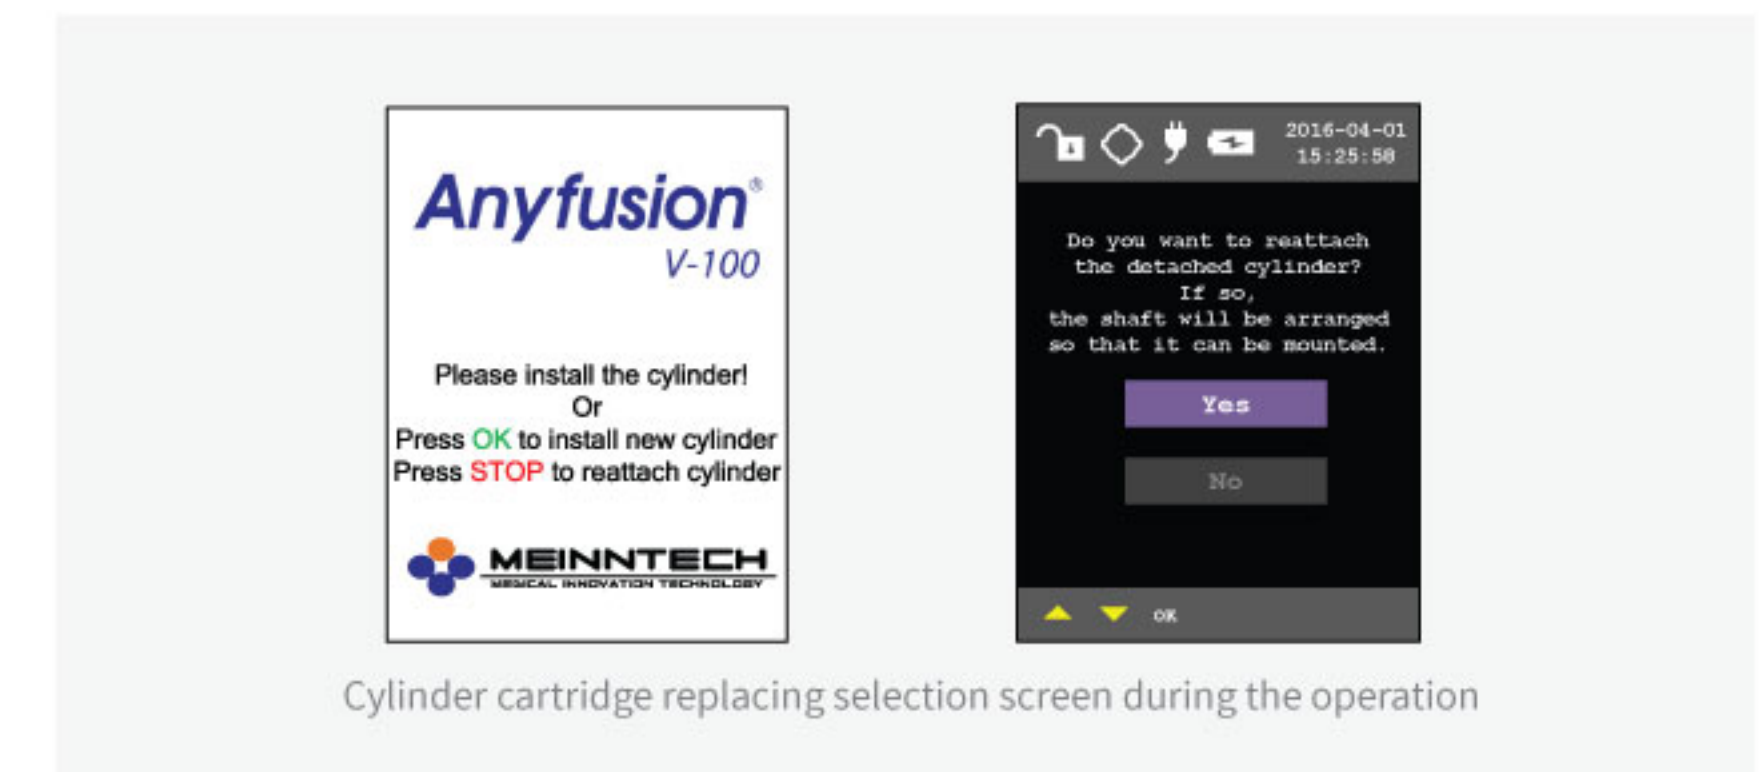 Anyfusion®
V-100
Please install the cylinder!
Or
Press OK to install new cylinder
Press STOP to reattach cylinder
MEINNTECH
MEDICAL INNOVATION TECHNOLOGY
2016-04-01
15:25:58
Do you want to reattach
the detached cylinder?
If so,
the shaft will be arranged
so that it can be mounted.
Yes
No
OK
Cylinder cartridge replacing selection screen during the operation